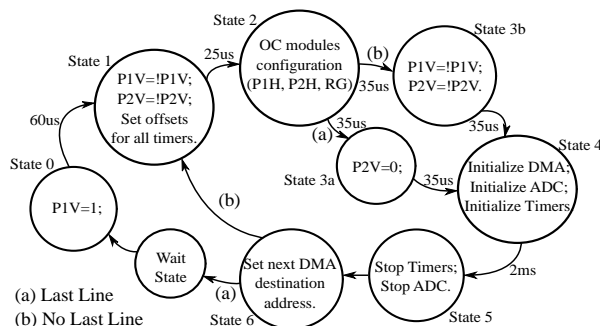 State 2
State 3b
State 1
25us
OC modules
configuration
(P1H, P2H, RG)
(b)
35us
P1V=!P1V;
P2V=!P2V.
P1V=!P1V;
P2V=!P2V;
Set offsets
for all timers.
60us
35us
(a)
35us
State 4
State 0
P2V=0;
35us
State 3a
Initialize DMA;
Initialize ADC;
Initialize Timers
P1V=1;
(b)
2ms
Wait
State
Set next DMA
destination
address.
Stop Timers;
Stop ADC.
(a)
State 6
State 5
(a) Last Line
(b) No Last Line